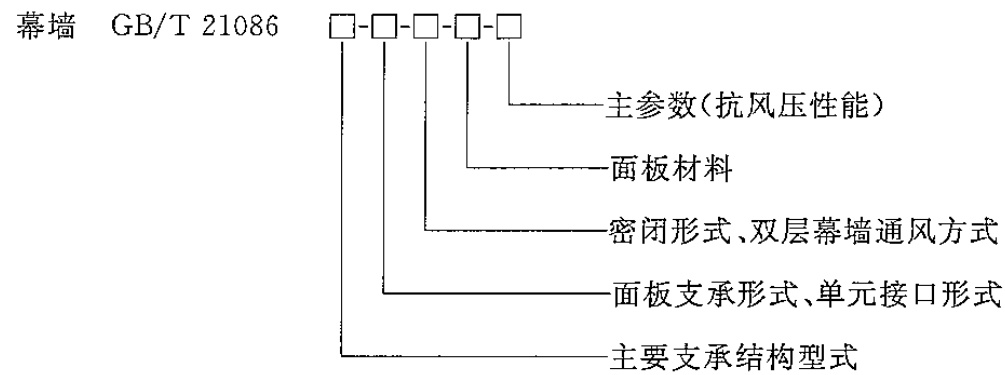 幕墙 GB/T 21086 □-□-□-□-□
主参数(抗风压性能)
面板材料
密闭形式、双层幕墙通风方式
面板支承形式、单元接口形式
主要支承结构型式